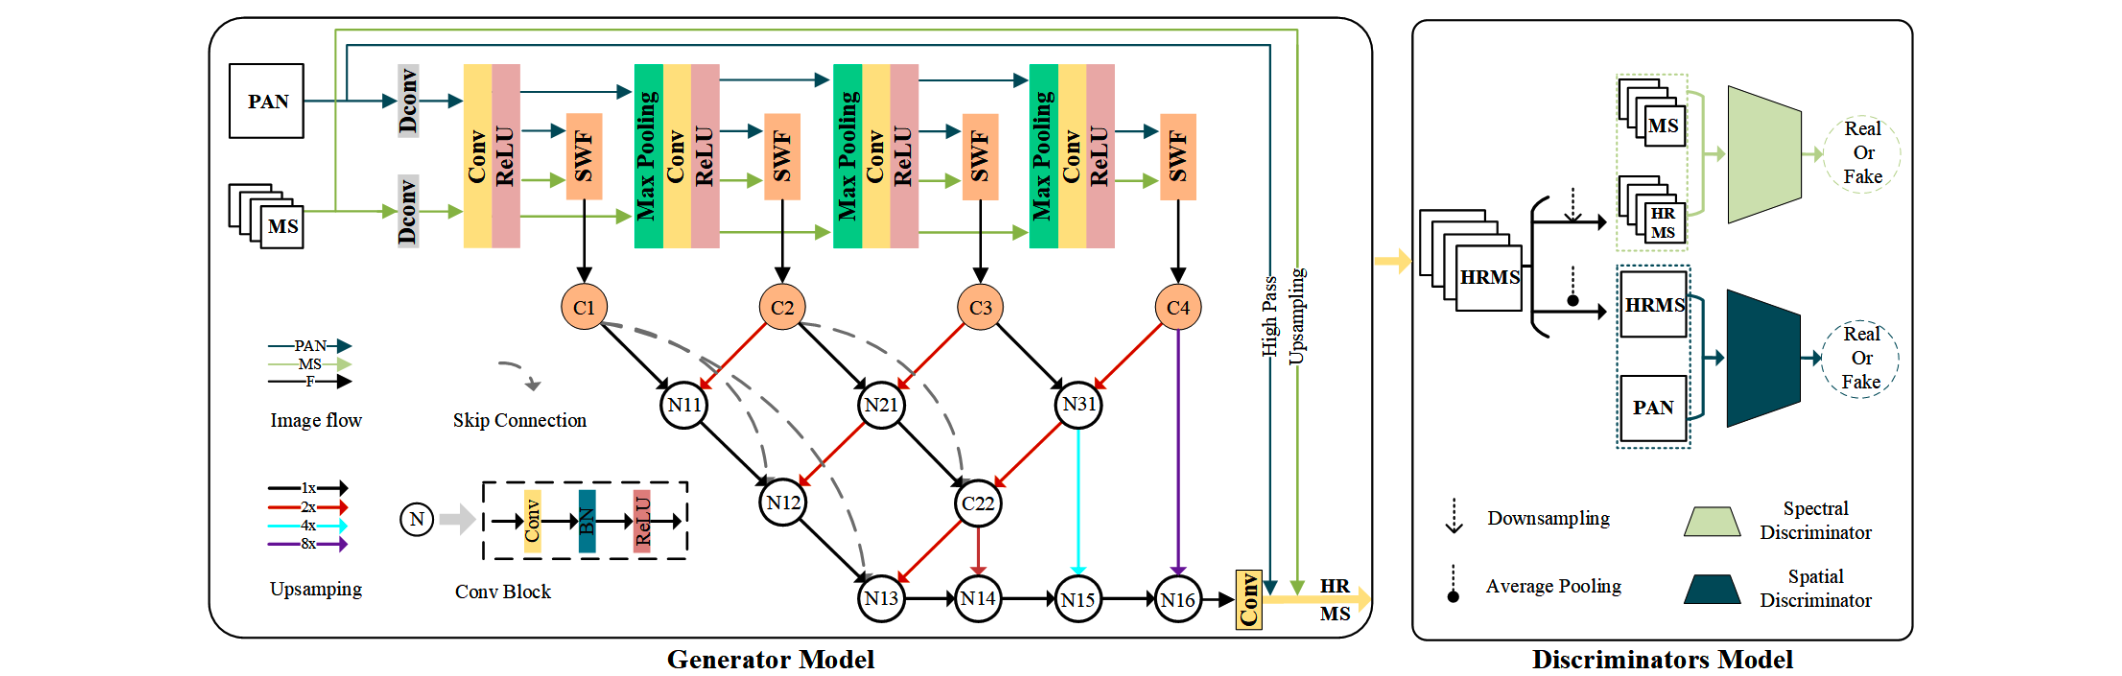 PAN
MS
Dconv
Dconv
Conv
ReLU
SWF
Max Pooling
Conv
ReLU
SWF
Max Pooling
Conv
ReLU
SWF
Max Pooling
Conv
ReLU
SWF
C1
C2
C3
C4
High Pass
Upsampling
PAN
MS
F
Image flow
Skip Connection
N11
N21
N31
N12
C22
1x
2x
4x
8x
Upsamping
N
Conv
BN
ReLU
Conv Block
N13
N14
N15
N16
Conv
HR
MS
Generator Model
HRMS
MS
HR
MS
Real
Or
Fake
HRMS
PAN
Real
Or
Fake
Downsampling
Spectral
Discriminator
Average Pooling
Spatial
Discriminator
Discriminators Model